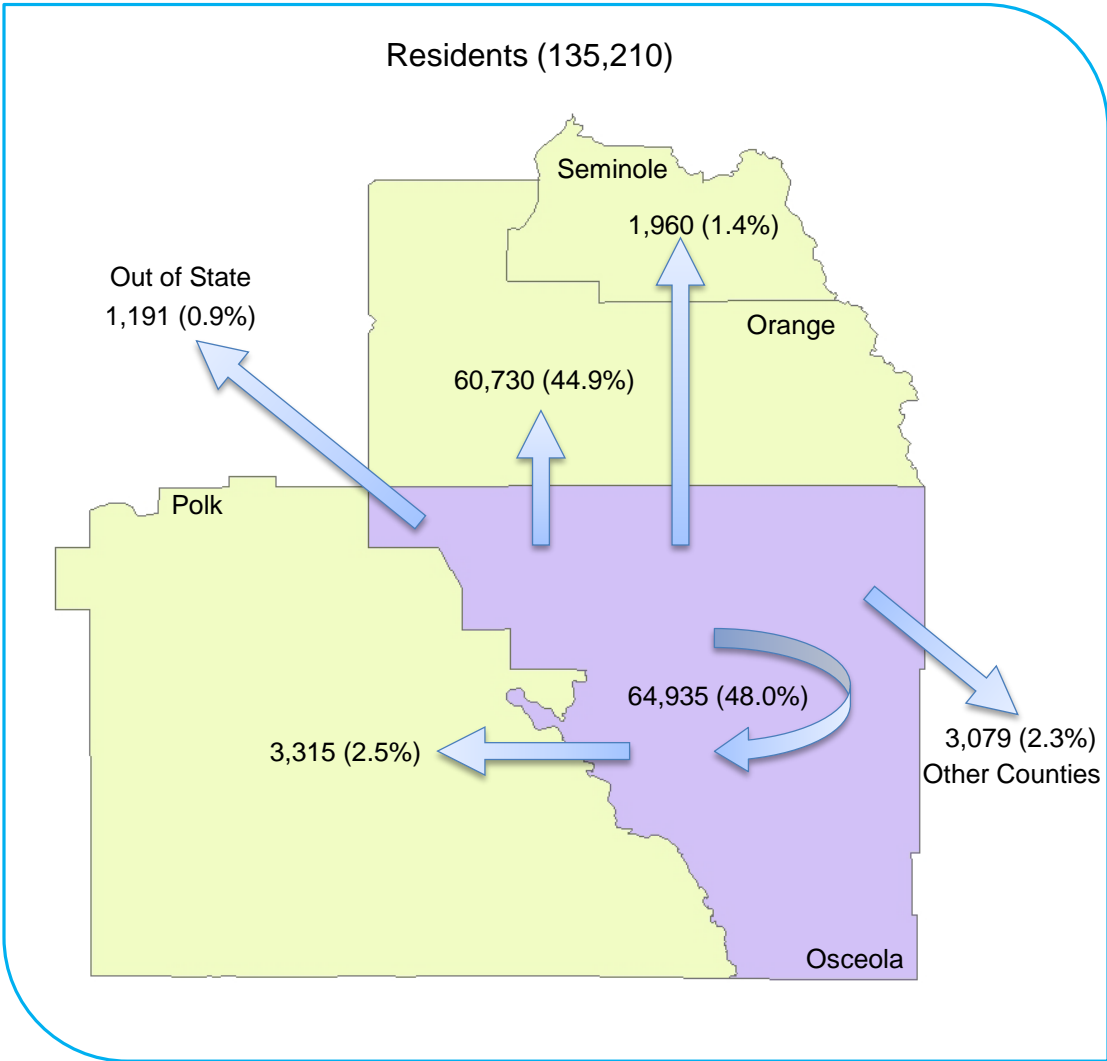 Residents (135,210)
Seminole
1,960 (1.4%)
Out of State
1,191 (0.9%)
Orange
60,730 (44.9%)
Polk
64,935 (48.0%)
3,315 (2.5%)
3,079 (2.3%)
Other Counties
Osceola